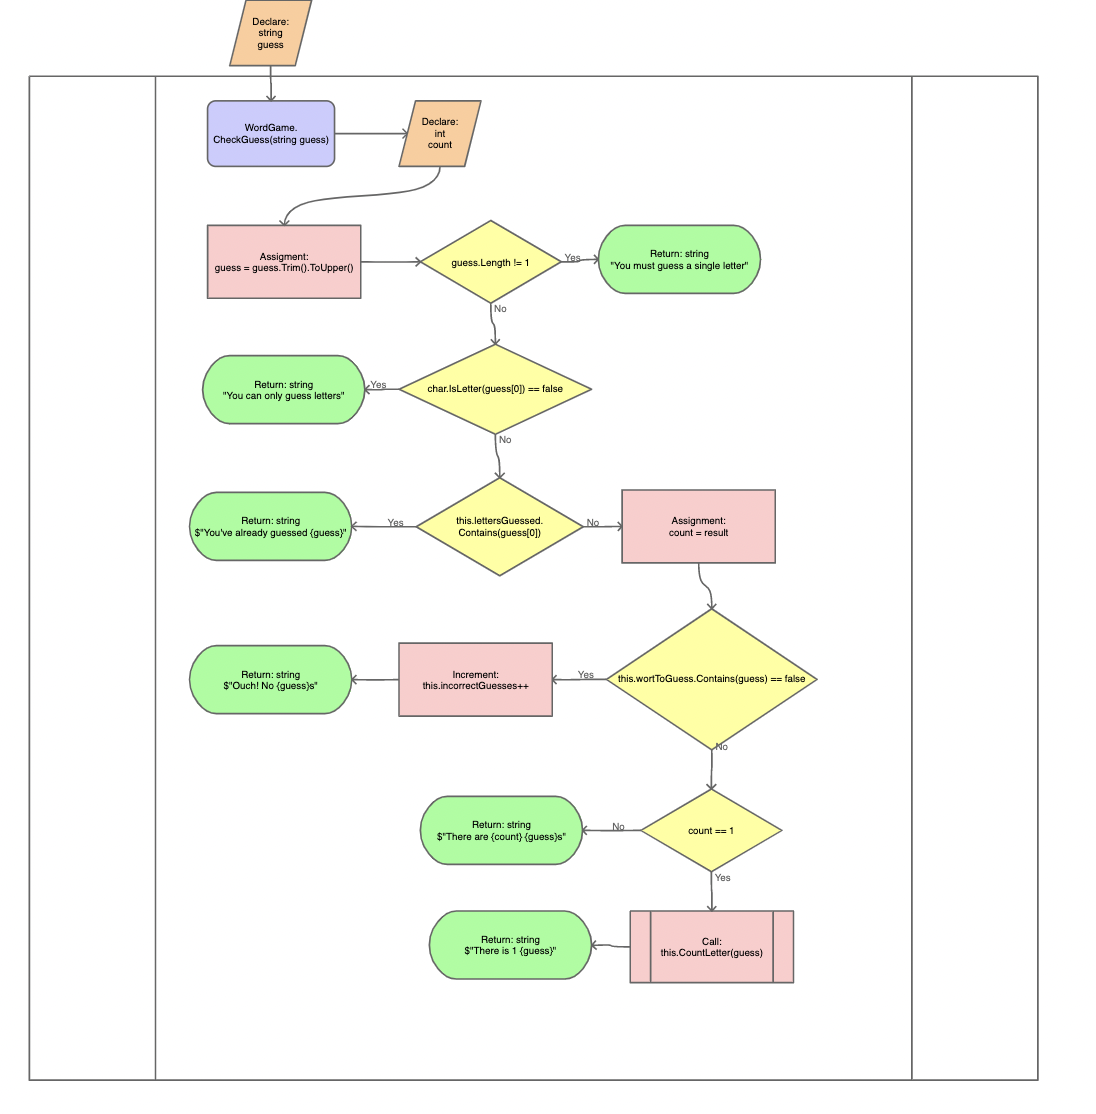 Declare:
string
guess
WordGame.
CheckGuess(string guess)
Declare:
int
count
Assigment:
guess = guess.Trim().ToUpper()
guess.Length != 1
Yes
Return: string
"You must guess a single letter"
No
Return: string
"You can only guess letters"
Yes
char.IsLetter(guess[0]) == false
No
Return: string
$"You've already guessed {guess}"
Yes
this.lettersGuessed.
Contains(guess[0])
No
Assignment:
count = result
Return: string
$"Ouch! No {guess}s"
Increment:
this.incorrectGuesses++
Yes
this.wortToGuess.Contains(guess) == false
No
Return: string
$"There are {count} {guess}s"
No
count == 1
Yes
Return: string
$"There is 1 {guess}"
Call:
this.CountLetter(guess)